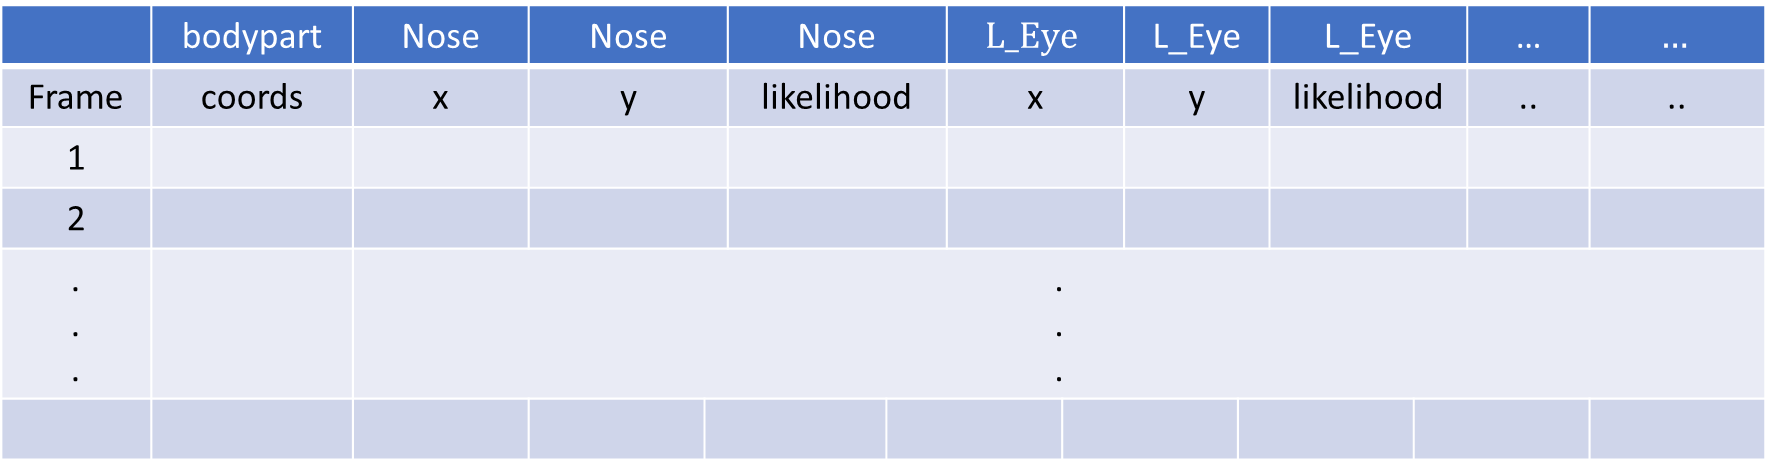 bodypart Nose Nose Nose L_Eye L_Eye L_Eye ... ...
Frame coords x y likelihood x y likelihood .. ..
1
2
. .
. .
. .